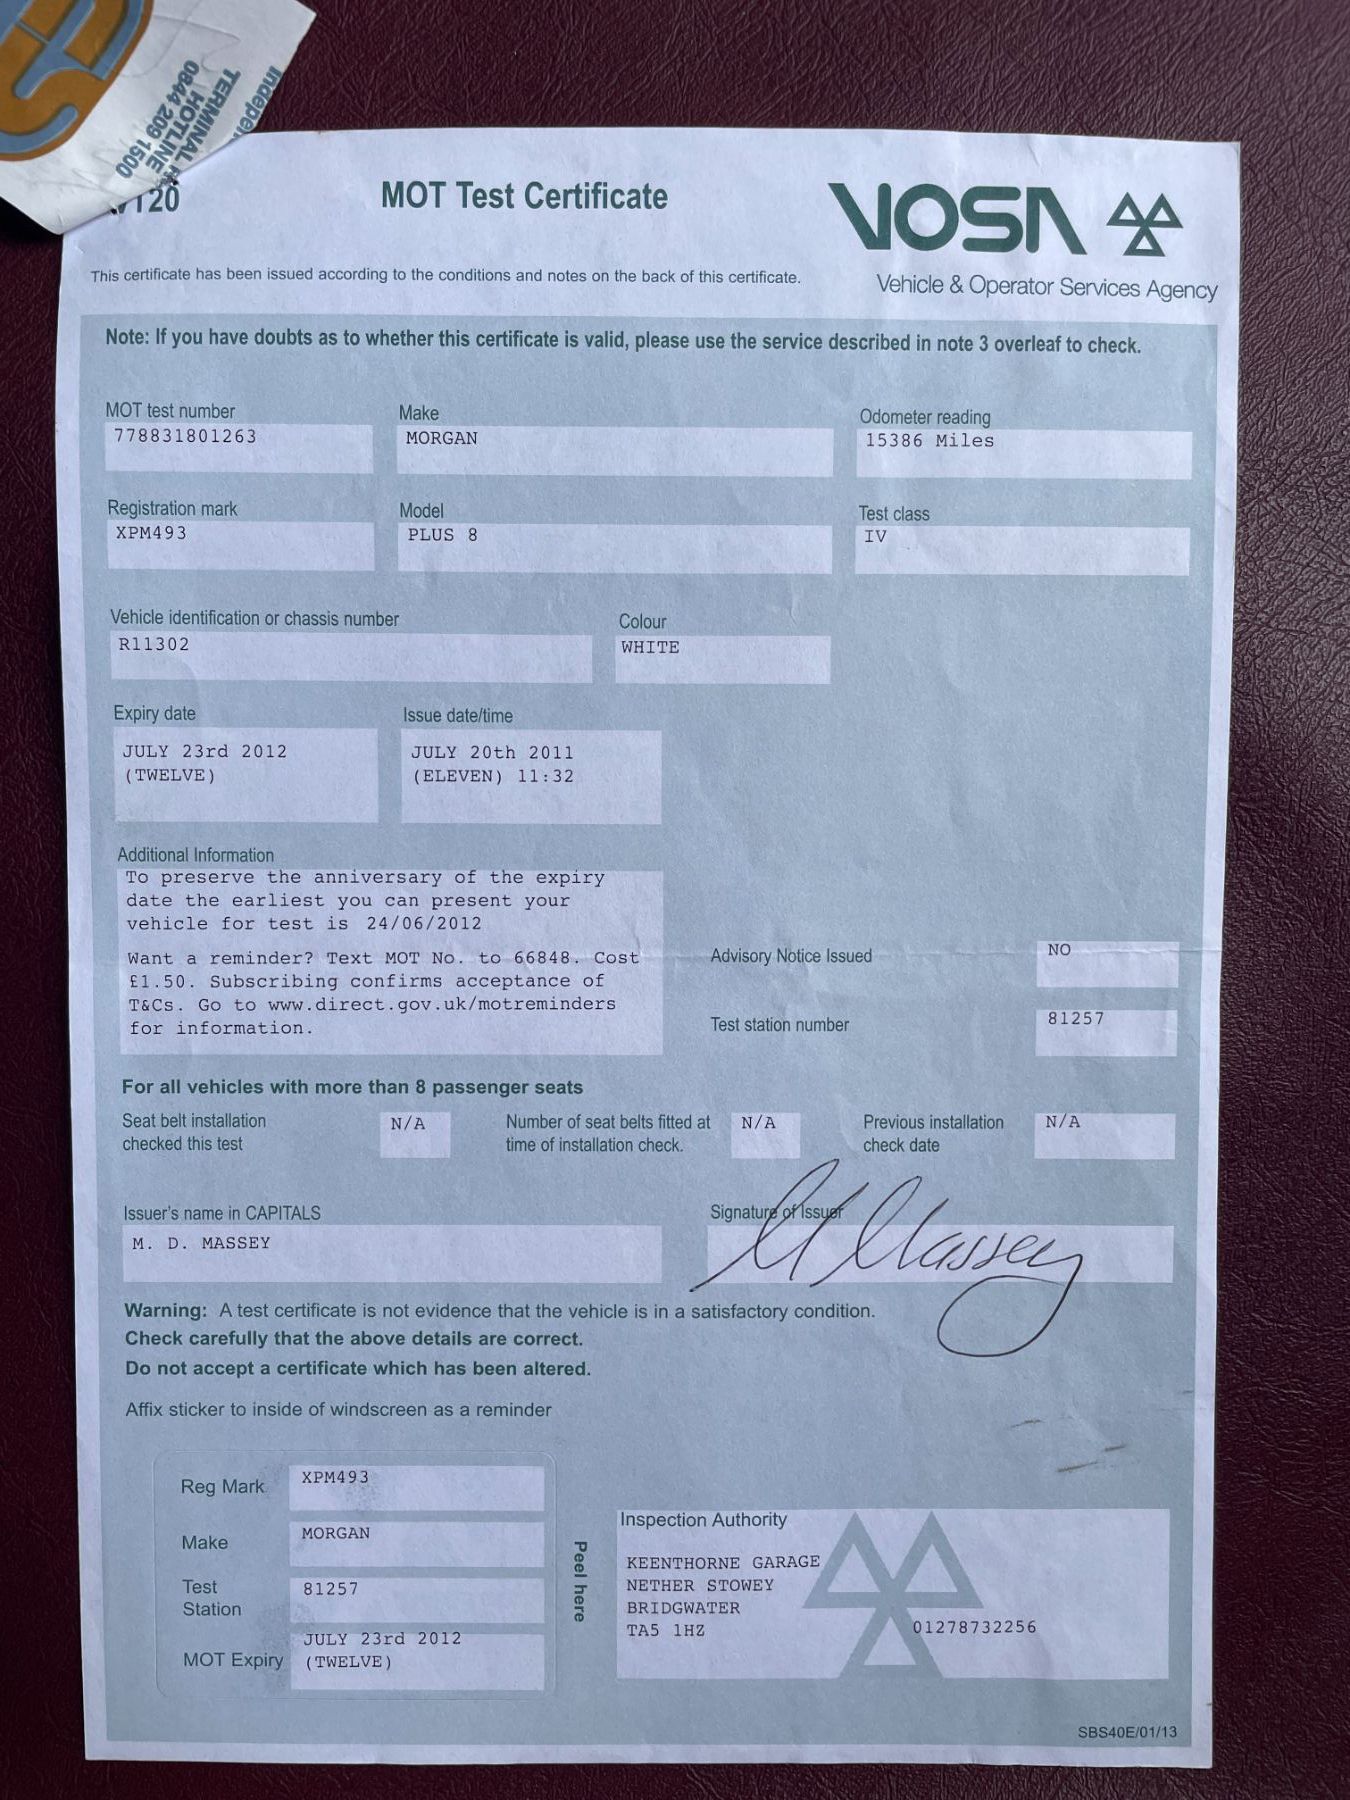 Indepen
TERMINAL H
HOTLINE
0844 209 1500
VT20
MOT Test Certificate
VOSA
Vehicle & Operator Services Agency
This certificate has been issued according to the conditions and notes on the back of this certificate.
Note: If you have doubts as to whether this certificate is valid, please use the service described in note 3 overleaf to check.
MOT test number
778831801263
Make
MORGAN
Odometer reading
15386 Miles
Registration mark
XPM493
Model
PLUS 8
Test class
IV
Vehicle identification or chassis number
R11302
Colour
WHITE
Expiry date
JULY 23rd 2012
(TWELVE)
Issue date/time
JULY 20th 2011
(ELEVEN) 11:32
Additional Information
To preserve the anniversary of the expiry
date the earliest you can present your
vehicle for test is 24/06/2012
Want a reminder? Text MOT No. to 66848. Cost
£1.50. Subscribing confirms acceptance of
T&Cs. Go to www.direct.gov.uk/motreminders
for information.
Advisory Notice Issued
NO
Test station number
81257
For all vehicles with more than 8 passenger seats
Seat belt installation
checked this test
N/A
Number of seat belts fitted at
time of installation check.
N/A
Previous installation
check date
N/A
Issuer's name in CAPITALS
M. D. MASSEY
Signature of Issuer
M Massey
Warning: A test certificate is not evidence that the vehicle is in a satisfactory condition.
Check carefully that the above details are correct.
Do not accept a certificate which has been altered.
Affix sticker to inside of windscreen as a reminder
Reg Mark
XPM493
Make
MORGAN
Test
Station
81257
MOT Expiry
JULY 23rd 2012
(TWELVE)
Peel here
Inspection Authority
KEENTHORNE GARAGE
NETHER STOWEY
BRIDGWATER
TA5 1HZ
01278732256
SBS40E/01/13